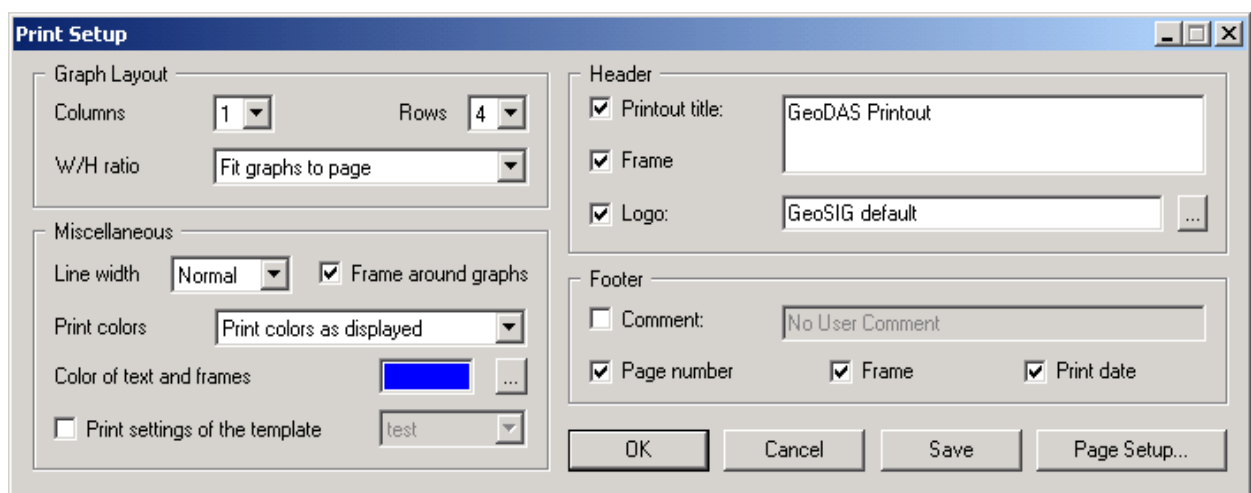 Print Setup
Graph Layout
Columns 1 Rows 4
W/H ratio Fit graphs to page
Miscellaneous
Line width Normal Frame around graphs
Print colors Print colors as displayed
Color of text and frames ...
Print settings of the template test
Header
Printout title: GeoDAS Printout
Frame
Logo: GeoSIG default ...
Footer
Comment: No User Comment
Page number Frame Print date
OK Cancel Save Page Setup...